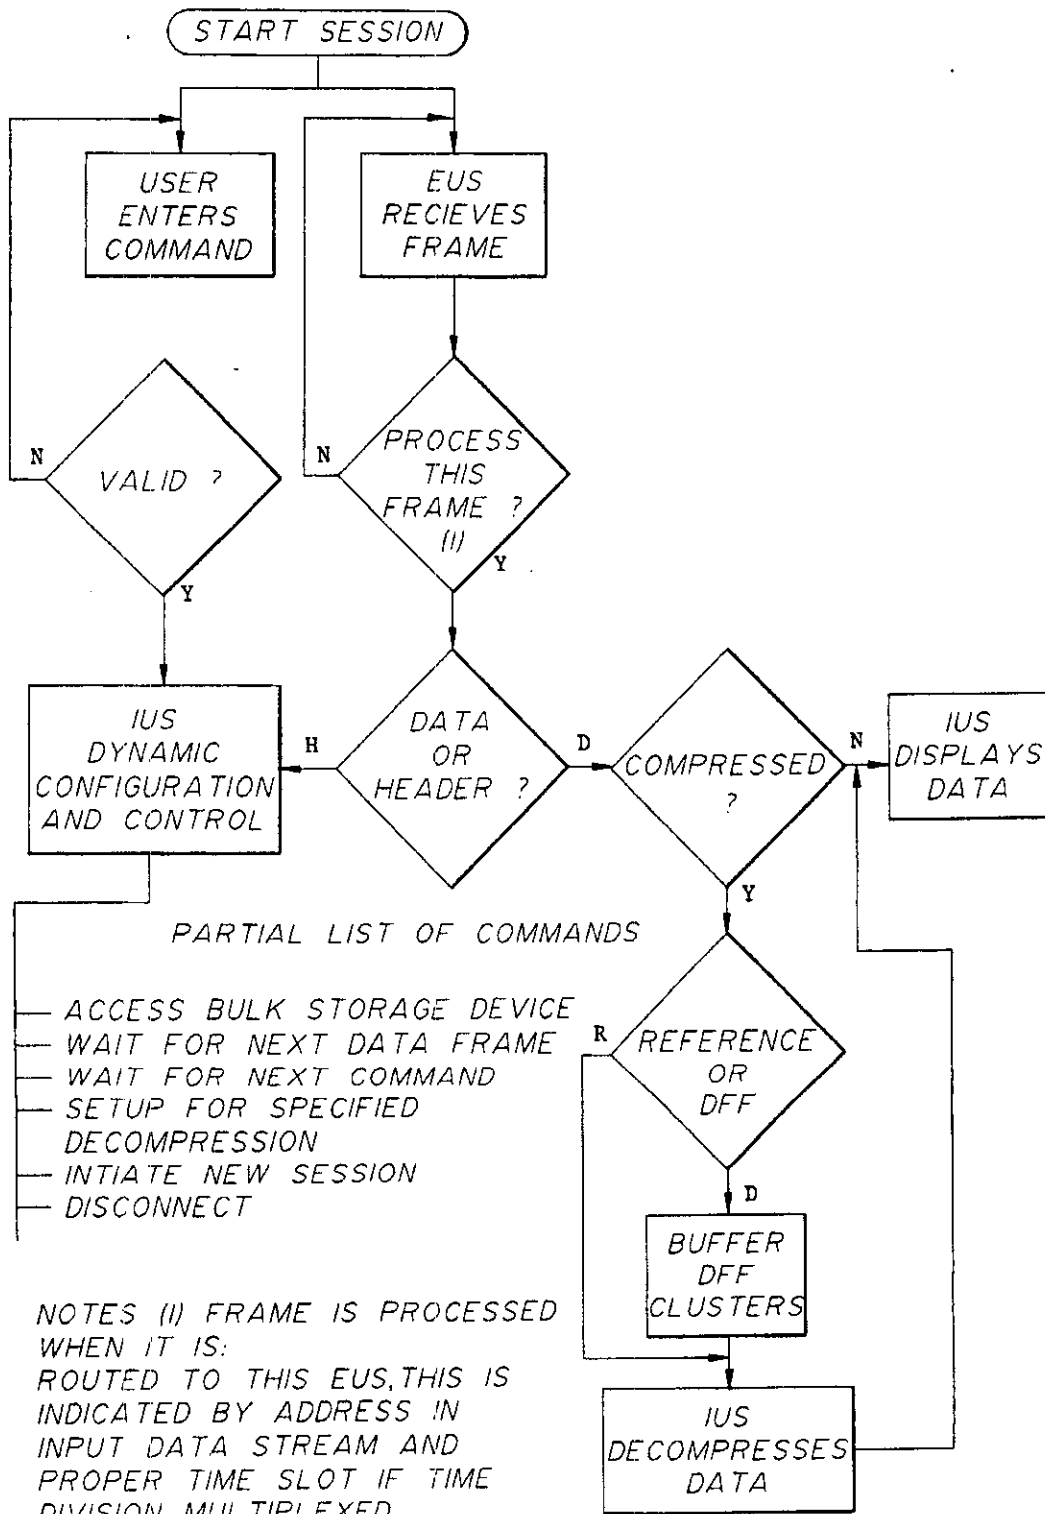 START SESSION
USER
ENTERS
COMMAND
EUS
RECIEVES
FRAME
N
VALID ?
Y
N
PROCESS
THIS
FRAME ?
(1)
Y
IUS
DYNAMIC
CONFIGURATION
AND CONTROL
H
DATA
OR
HEADER ?
D
COMPRESSED
?
N
Y
IUS
DISPLAYS
DATA
PARTIAL LIST OF COMMANDS
ACCESS BULK STORAGE DEVICE
WAIT FOR NEXT DATA FRAME
WAIT FOR NEXT COMMAND
SETUP FOR SPECIFIED
DECOMPRESSION
INTIATE NEW SESSION
DISCONNECT
R
REFERENCE
OR
DFF
D
BUFFER
DFF
CLUSTERS
IUS
DECOMPRESSES
DATA
NOTES (1) FRAME IS PROCESSED
WHEN IT IS:
ROUTED TO THIS EUS, THIS IS
INDICATED BY ADDRESS IN
INPUT DATA STREAM AND
PROPER TIME SLOT IF TIME
DIVISION MULTIPLEXED